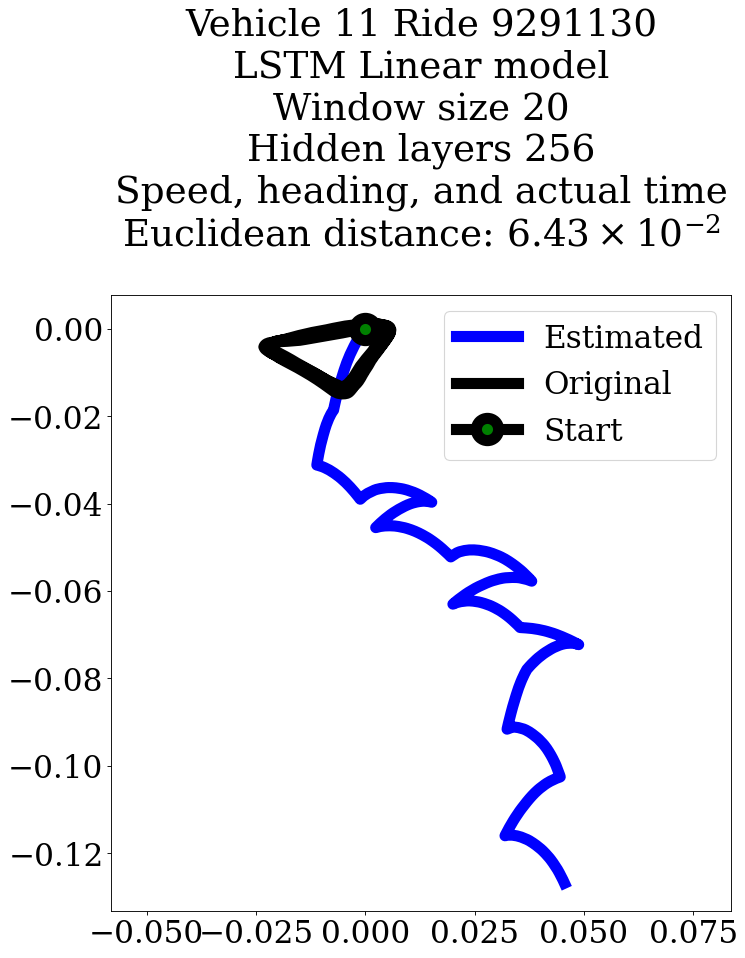 Vehicle 11 Ride 9291130
LSTM Linear model
Window size 20
Hidden layers 256
Speed, heading, and actual time
Euclidean distance: 6.43 × 10⁻²
Estimated
Original
Start
0.00
−0.02
−0.04
−0.06
−0.08
−0.10
−0.12
−0.050 −0.025 0.000 0.025 0.050 0.075